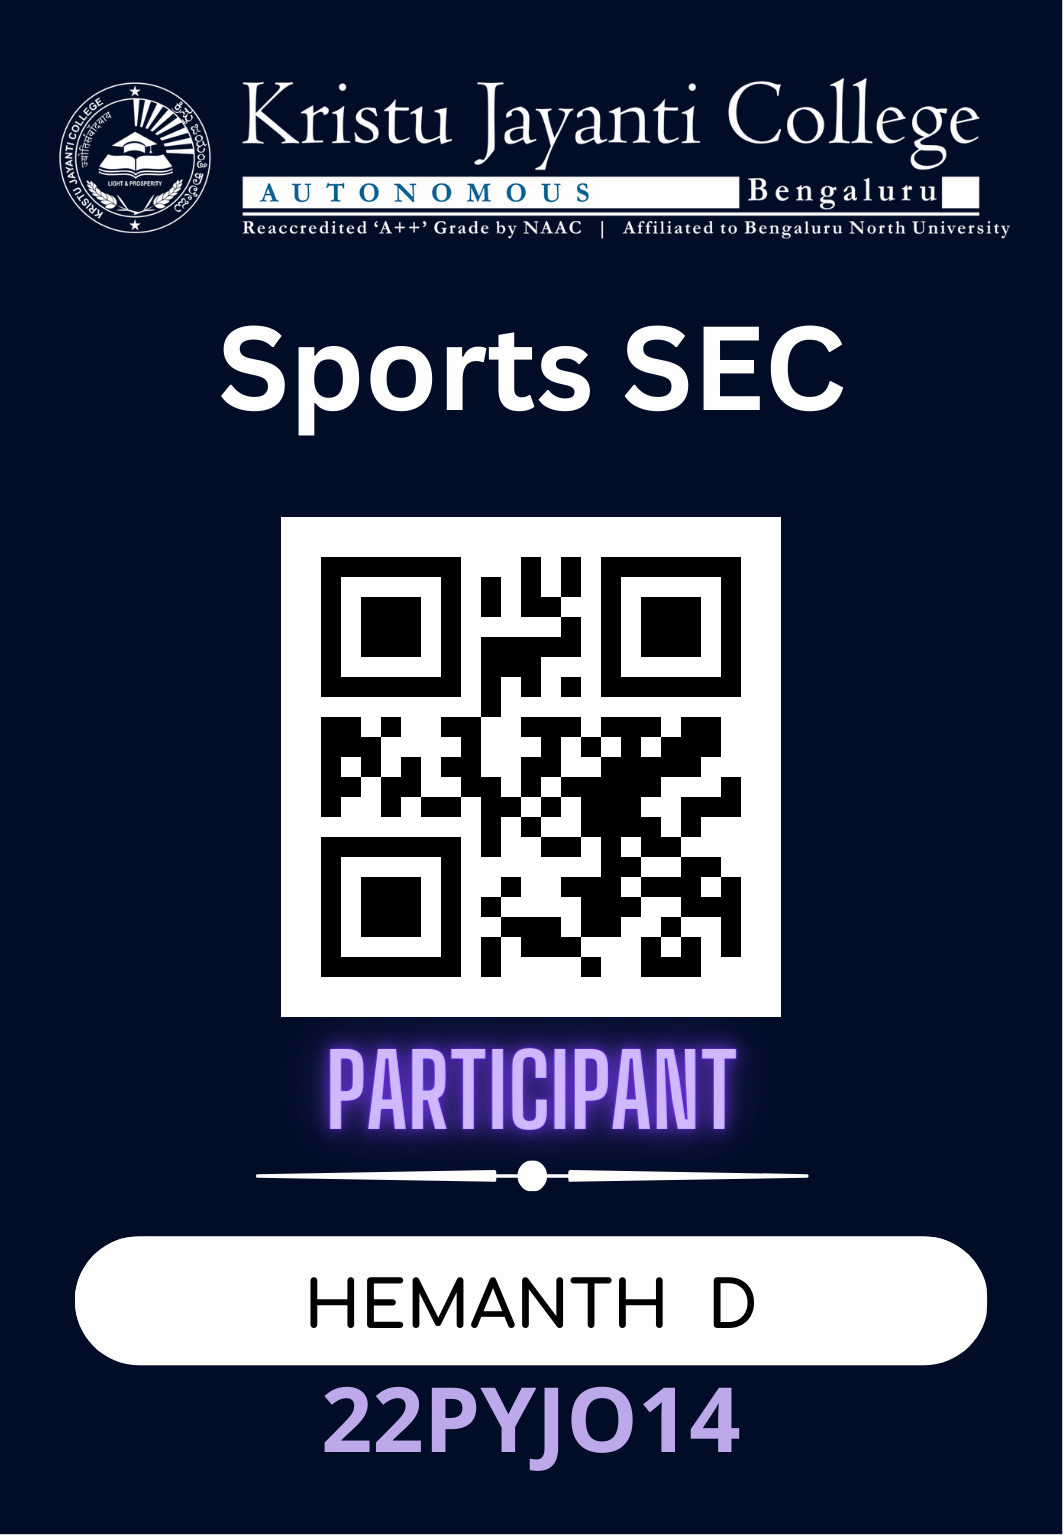 Kristu Jayanti College
AUTONOMOUS Bengaluru
Reaccredited ‘A++’ Grade by NAAC | Affiliated to Bengaluru North University
KRISTU JAYANTI COLLEGE
LIGHT & PROSPERITY
Sports SEC
PARTICIPANT
HEMANTH D
22PYJO14